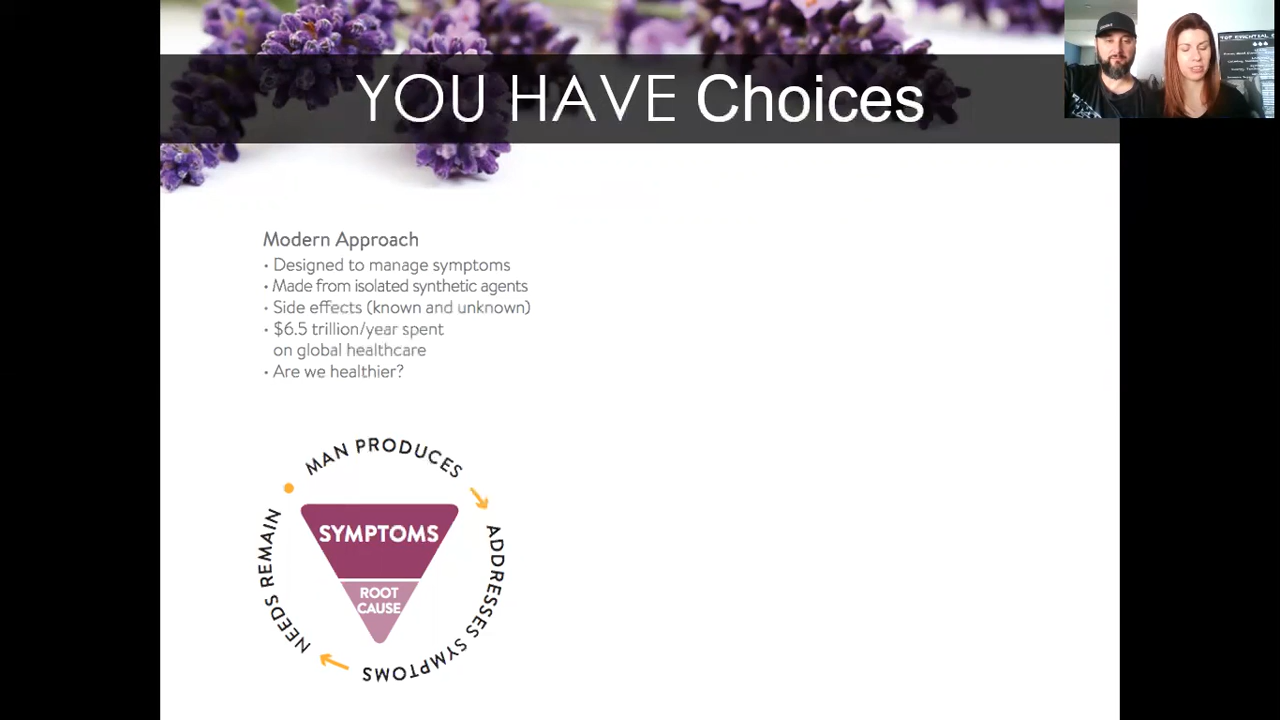 YOU HAVE Choices
TOP ESSENTIAL
Modern Approach
• Designed to manage symptoms
• Made from isolated synthetic agents
• Side effects (known and unknown)
• $6.5 trillion/year spent
on global healthcare
• Are we healthier?
MAN PRODUCES
ADDRESSES SYMPTOMS
NEEDS REMAIN
SYMPTOMS
ROOT
CAUSE